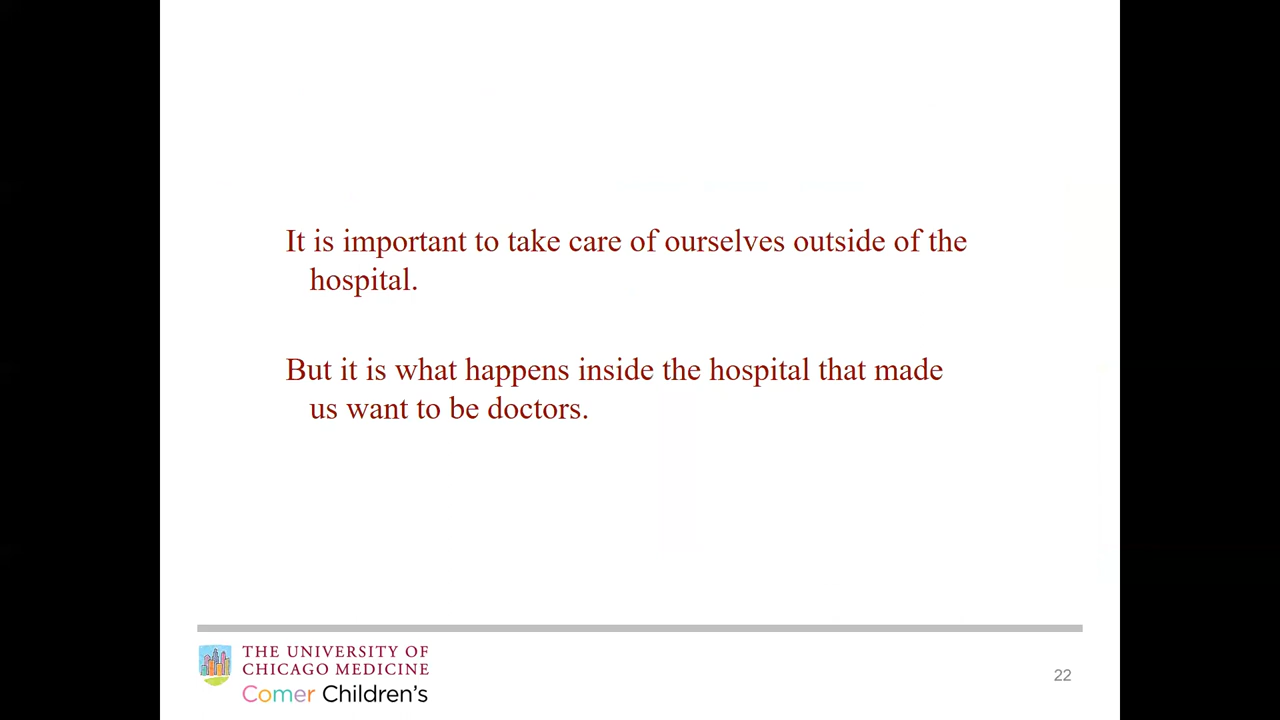 It is important to take care of ourselves outside of the
hospital.
But it is what happens inside the hospital that made
us want to be doctors.
THE UNIVERSITY OF
CHICAGO MEDICINE
Comer Children's
22